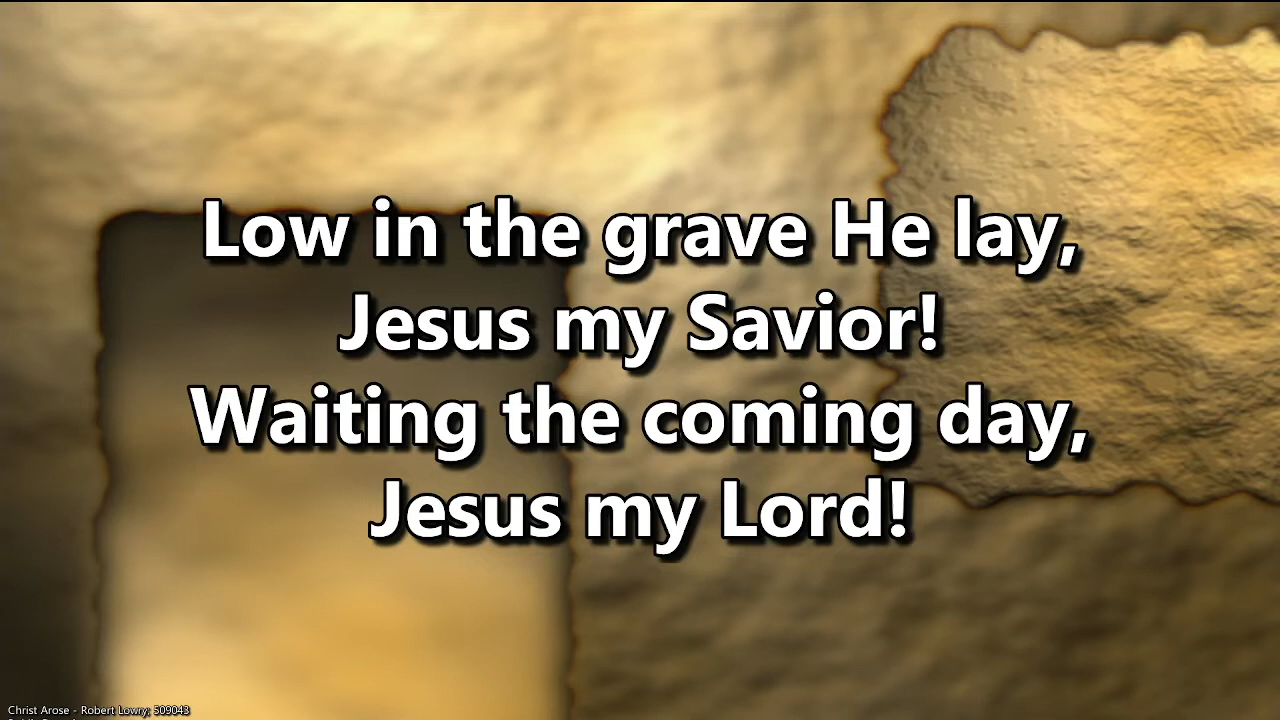 Low in the grave He lay,
Jesus my Savior!
Waiting the coming day,
Jesus my Lord!
Christ Arose - Robert Lowry; 509043